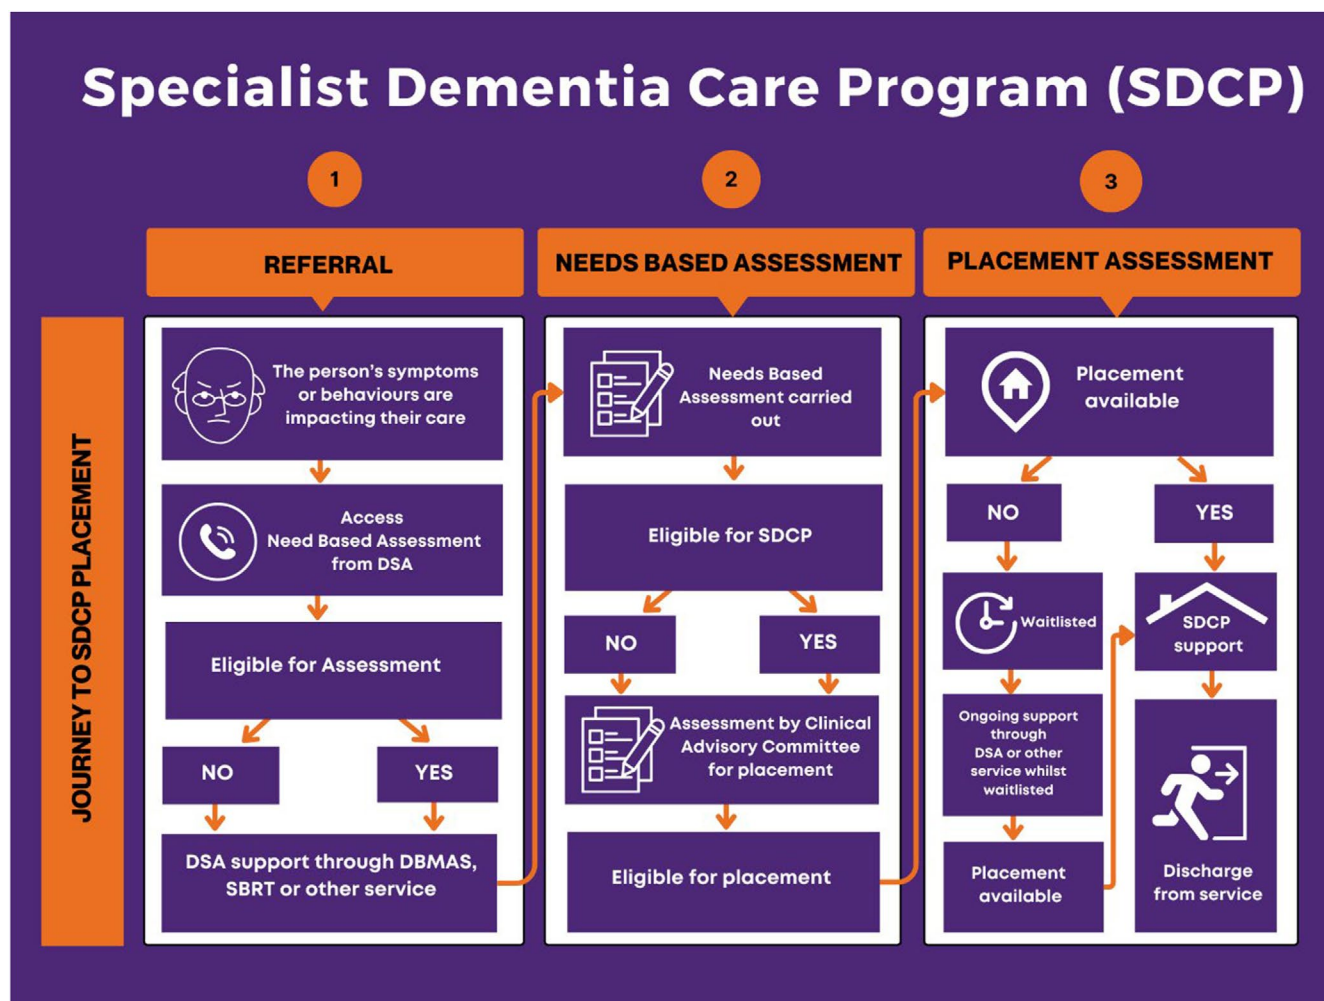 Specialist Dementia Care Program (SDCP)
1
2
3
REFERRAL
NEEDS BASED ASSESSMENT
PLACEMENT ASSESSMENT
JOURNEY TO SDCP PLACEMENT
The person's symptoms
or behaviours are
impacting their care
Access
Need Based Assessment
from DSA
Eligible for Assessment
NO
YES
DSA support through DBMAS,
SBRT or other service
Needs Based
Assessment carried
out
Eligible for SDCP
NO
YES
Assessment by Clinical
Advisory Committee
for placement
Eligible for placement
Placement
available
NO
YES
Waitlisted
Ongoing support
through
DSA or other
service whilst
waitlisted
Placement
available
SDCP
support
Discharge
from service